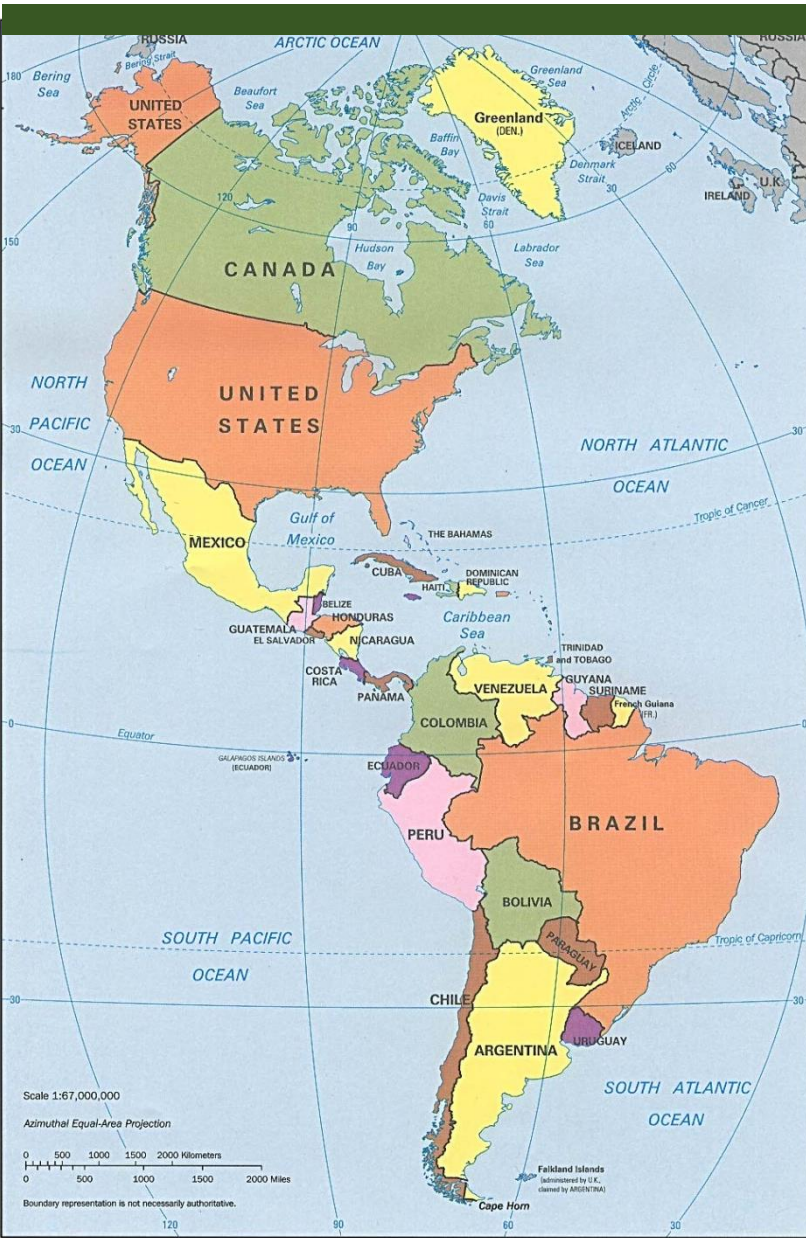 RUSSIA
RUSSIA
ARCTIC OCEAN
Bering Strait
180
Bering
Sea
Beaufort
Sea
Greenland
Sea
Arctic Circle
UNITED
STATES
Greenland
(DEN.)
Baffin
Bay
ICELAND
Denmark
Strait
60
30
U.K.
IRELAND
120
Davis
Strait
60
90
150
Hudson
Bay
Labrador
Sea
CANADA
NORTH
PACIFIC
OCEAN
UNITED
STATES
30
30
NORTH ATLANTIC
OCEAN
Tropic of Cancer
Gulf of
Mexico
MEXICO
THE BAHAMAS
CUBA
DOMINICAN
REPUBLIC
HAITI
BELIZE
HONDURAS
Caribbean
Sea
GUATEMALA
EL SALVADOR
NICARAGUA
TRINIDAD
and TOBAGO
COSTA
RICA
PANAMA
VENEZUELA
GUYANA
SURINAME
French Guiana
(FR.)
COLOMBIA
0
0
Equator
GALAPAGOS ISLANDS
(ECUADOR)
ECUADOR
PERU
BRAZIL
BOLIVIA
SOUTH PACIFIC
OCEAN
PARAGUAY
Tropic of Capricorn
30
30
CHILE
ARGENTINA
URUGUAY
SOUTH ATLANTIC
OCEAN
Scale 1:67,000,000
Azimuthal Equal-Area Projection
0 500 1000 1500 2000 Kilometers
0 500 1000 1500 2000 Miles
Boundary representation is not necessarily authoritative.
Falkland Islands
(administered by U.K.,
claimed by ARGENTINA)
Cape Horn
120
90
60
30